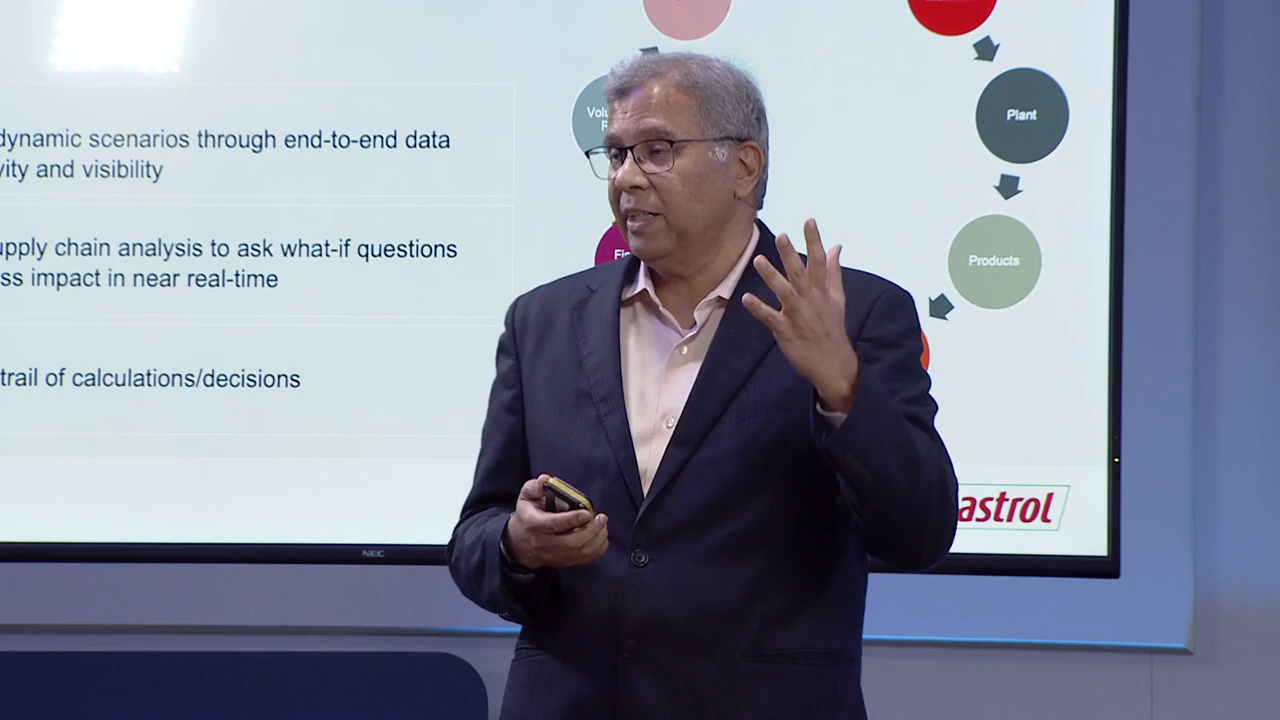 Plant
dynamic scenarios through end-to-end data
vity and visibility
Products
upply chain analysis to ask what-if questions
ss impact in near real-time
trail of calculations/decisions
astrol
NEC